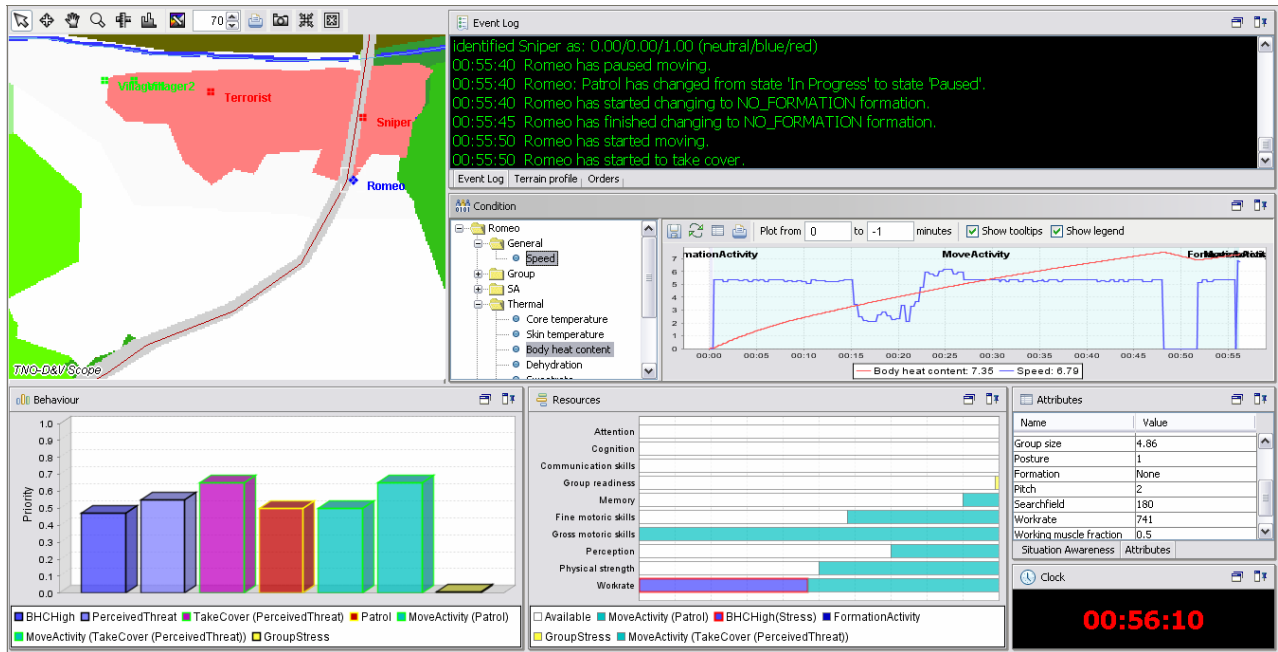 70
Villag Villager2
Terrorist
Sniper
Romeo
TNO-D&V Scope
Event Log
identified Sniper as: 0.00/0.00/1.00 (neutral/blue/red)
00:55:40 Romeo has paused moving.
00:55:40 Romeo: Patrol has changed from state 'In Progress' to state 'Paused'.
00:55:40 Romeo has started changing to NO_FORMATION formation.
00:55:45 Romeo has finished changing to NO_FORMATION formation.
00:55:50 Romeo has started moving.
00:55:50 Romeo has started to take cover.
Event Log Terrain profile Orders
Condition
Romeo
General
Speed
Group
SA
Thermal
Core temperature
Skin temperature
Body heat content
Dehydration
Plot from 0 to -1 minutes Show tooltips Show legend
mationActivity MoveActivity
7
6
5
4
3
2
1
0
00:00 00:05 00:10 00:15 00:20 00:25 00:30 00:35 00:40 00:45 00:50 00:55
Body heat content: 7.35 Speed: 6.79
Behaviour
Priority
1.0
0.9
0.8
0.7
0.6
0.5
0.4
0.3
0.2
0.1
0.0
BHCHigh PerceivedThreat TakeCover (PerceivedThreat) Patrol MoveActivity (Patrol)
MoveActivity (TakeCover (PerceivedThreat)) GroupStress
Resources
Attention
Cognition
Communication skills
Group readiness
Memory
Fine motoric skills
Gross motoric skills
Perception
Physical strength
Workrate
Available MoveActivity (Patrol) BHCHigh(Stress) FormationActivity
GroupStress MoveActivity (TakeCover (PerceivedThreat))
Attributes
Name Value
Group size 4.86
Posture 1
Formation None
Pitch 2
Searchfield 180
Workrate 741
Working muscle fraction 0.5
Situation Awareness Attributes
Clock
00:56:10